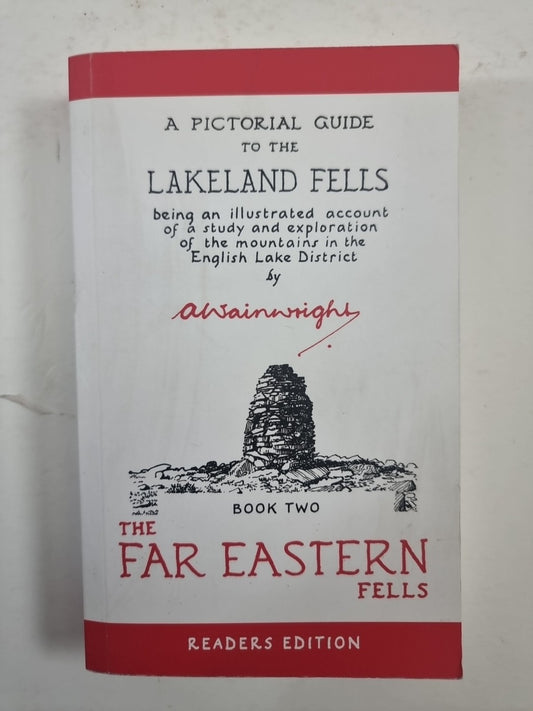 A PICTORIAL GUIDE
TO THE
LAKELAND FELLS
being an illustrated account
of a study and exploration
of the mountains in the
English Lake District
by
AWainwright
BOOK TWO
THE
FAR EASTERN
FELLS
READERS EDITION